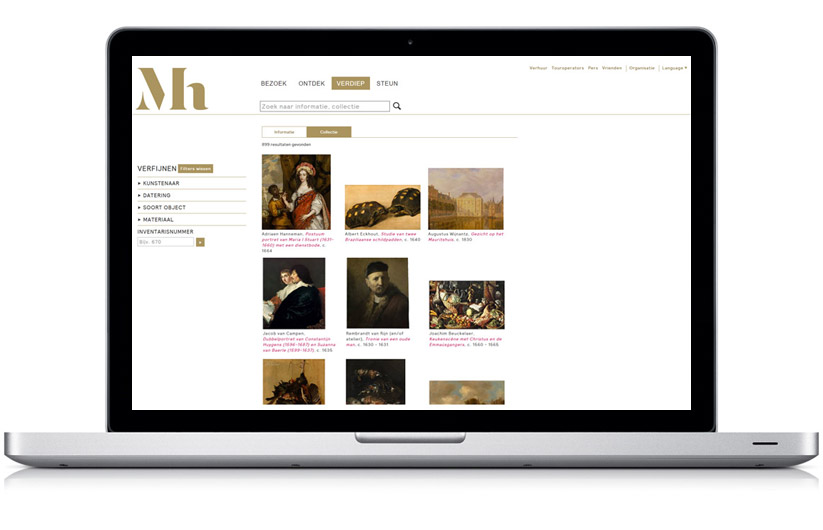 Mh
Verhuur Touroperators Pers Vrienden Organisatie Language
BEZOEK ONTDEK VERDIEP STEUN
Zoek naar informatie, collectie
Informatie Collectie
899 resultaten gevonden
VERFIJNEN Filters wissen
KUNSTENAAR
DATERING
SOORT OBJECT
MATERIAAL
INVENTARISNUMMER
Bijv. 670
Adriaen Hanneman, Postuum
portret van Maria I Stuart (1631-
1660) met een dienstbode, c.
1664
Albert Eckhout, Studie van twee
Braziliaanse schildpadden, c. 1640
Augustus Wijnantz, Gezicht op het
Mauritshuis, c. 1830
Jacob van Campen,
Dubbelportret van Constantijn
Huygens (1596-1687) en Suzanna
van Baerle (1599-1637), c. 1635
Rembrandt van Rijn (en/of
atelier), Tronie van een oude
man, c. 1630 - 1631
Joachim Beuckelaer,
Keukenscène met Christus en de
Emmausgangers, c. 1560 - 1565